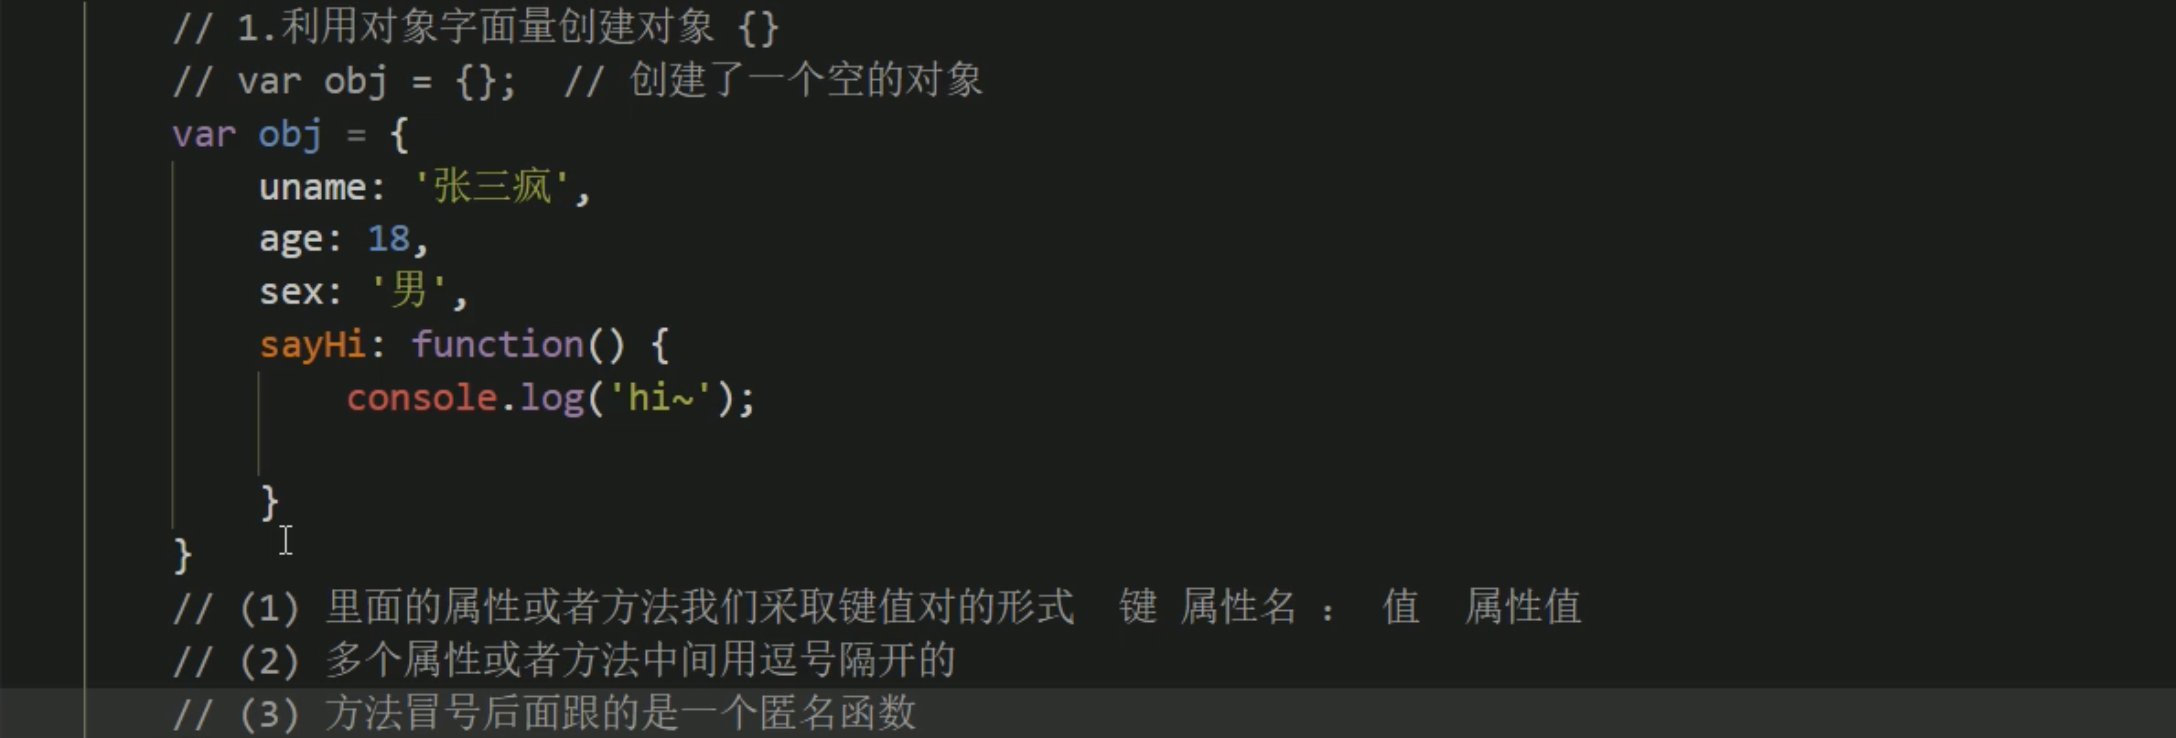 // 1.利用对象字面量创建对象 {}
// var obj = {};  // 创建了一个空的对象
var obj = {
    uname: '张三疯',
    age: 18,
    sex: '男',
    sayHi: function() {
        console.log('hi~');
    }
}
// (1) 里面的属性或者方法我们采取键值对的形式  键 属性名 ： 值  属性值
// (2) 多个属性或者方法中间用逗号隔开的
// (3) 方法冒号后面跟的是一个匿名函数